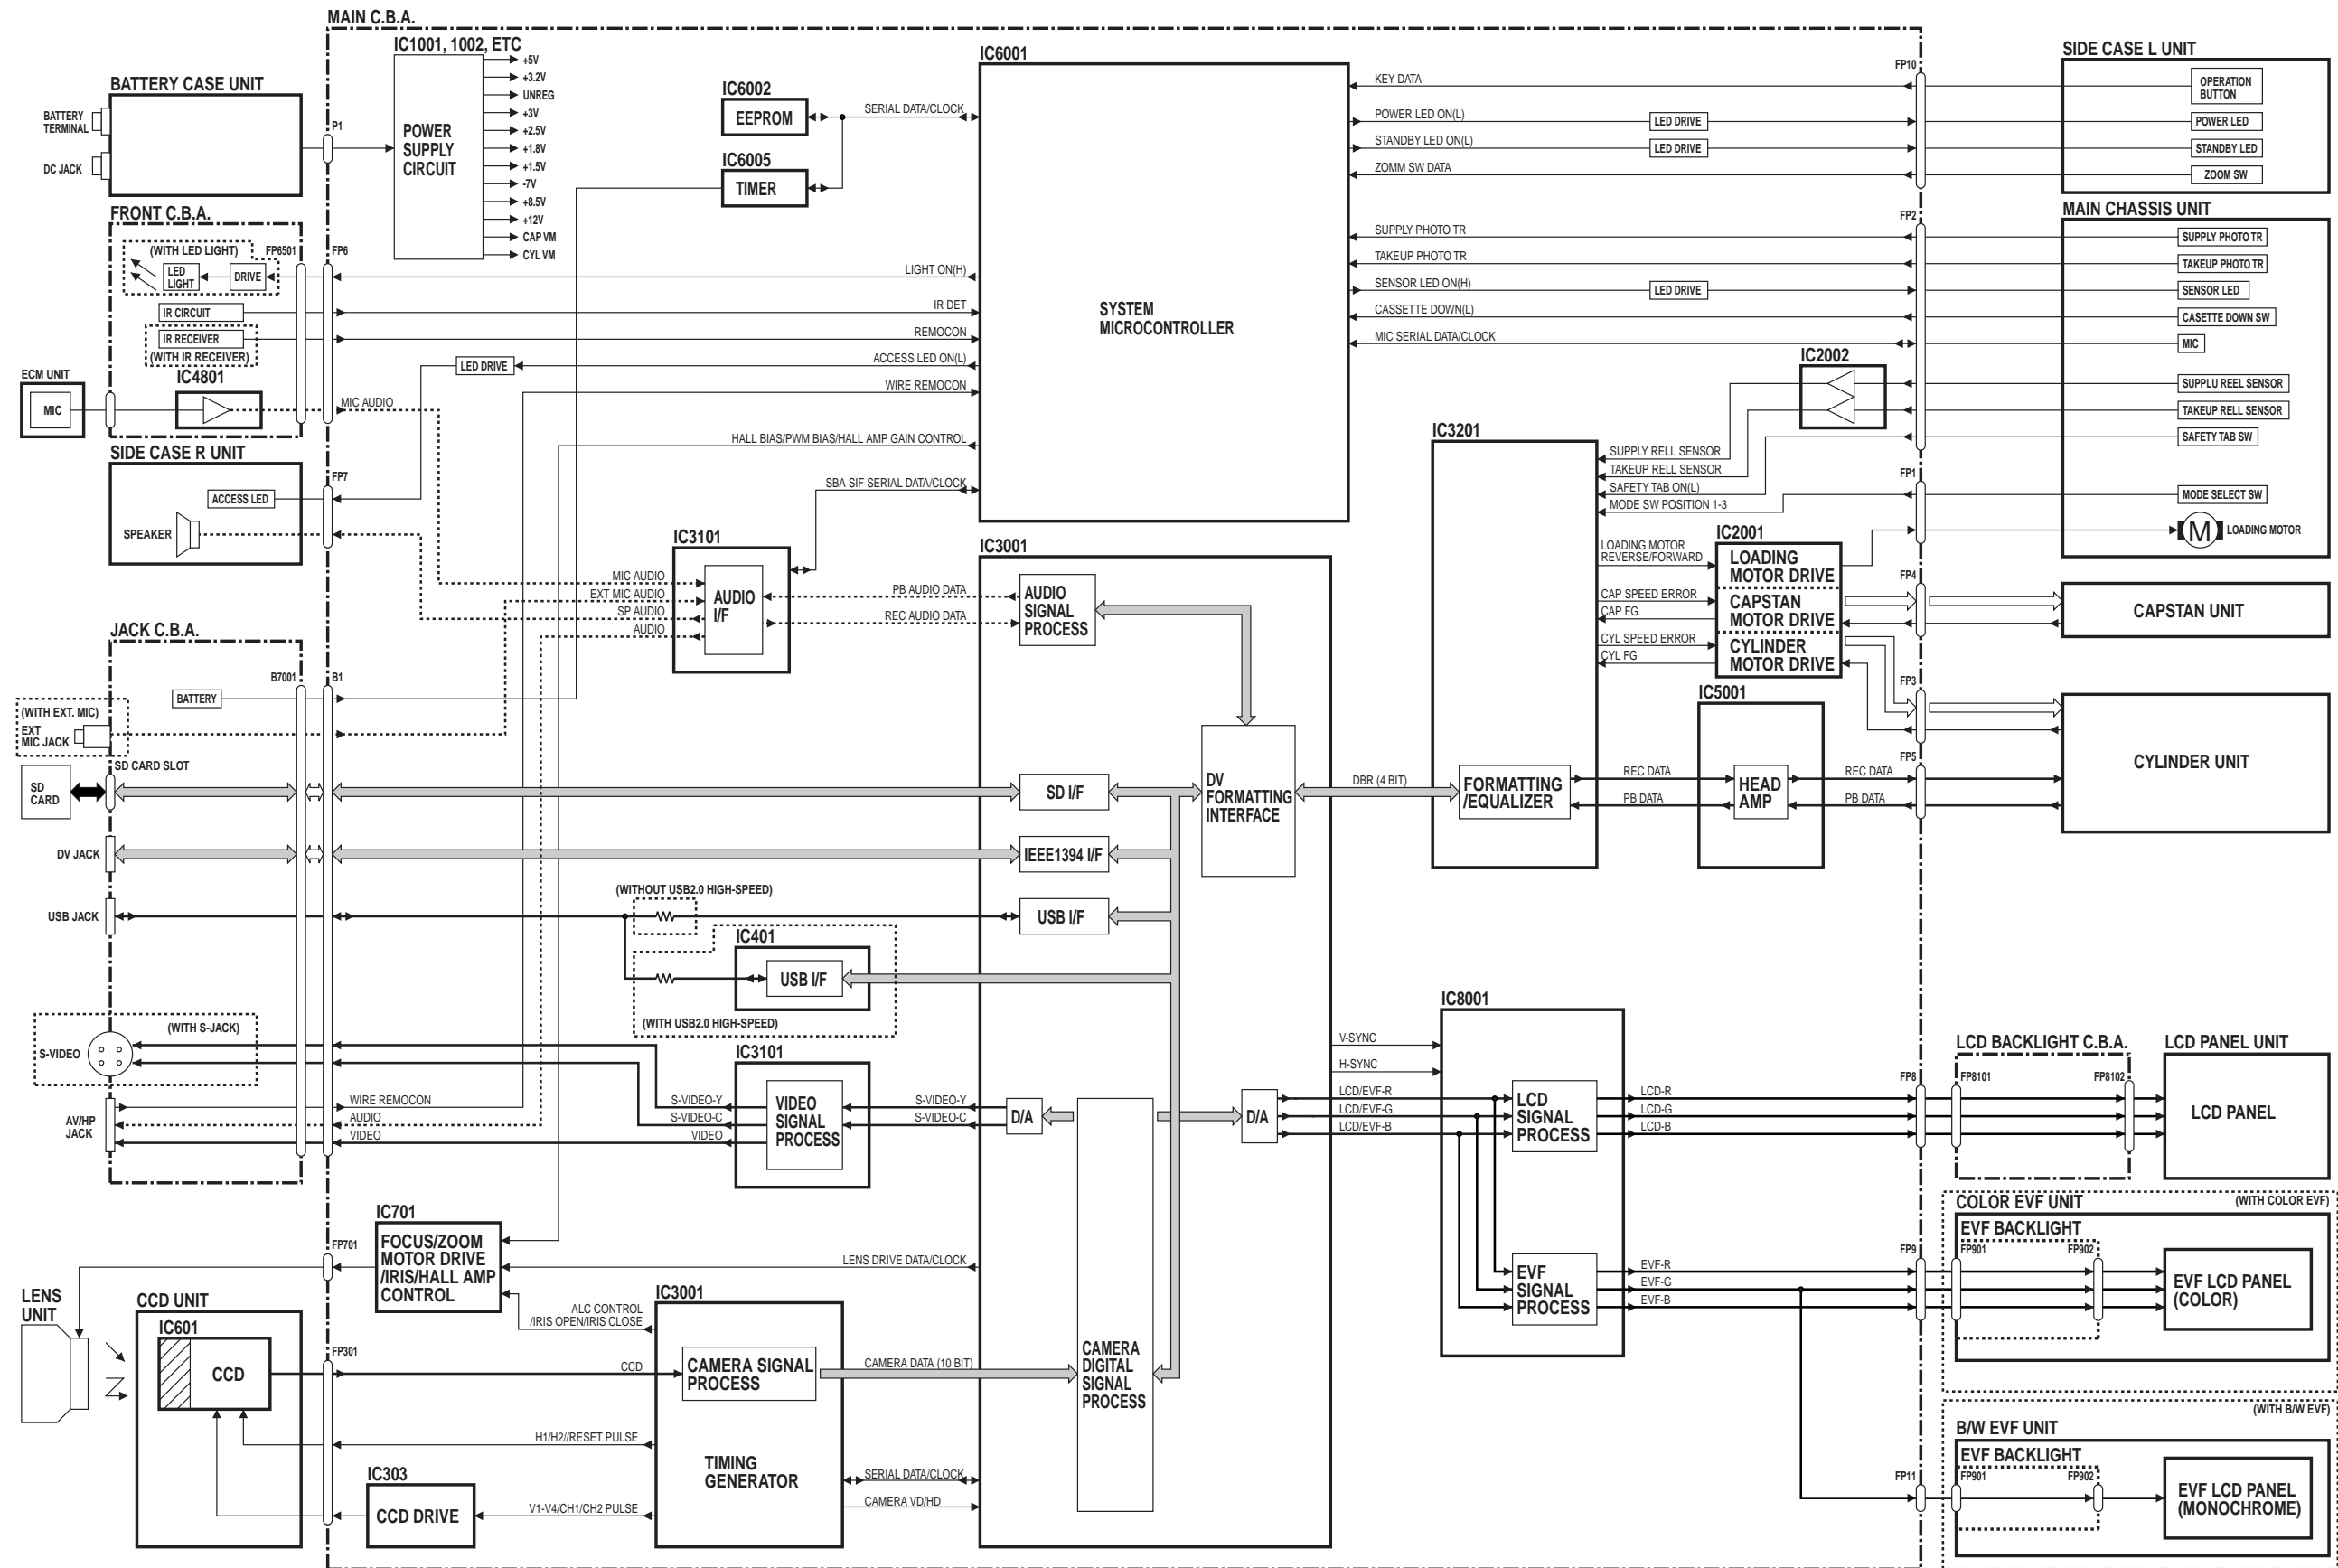 MAIN C.B.A.
BATTERY CASE UNIT
BATTERY
TERMINAL
DC JACK
P1
IC1001, 1002, ETC
POWER
SUPPLY
CIRCUIT
+5V
+3.2V
UNREG
+3V
+2.5V
+1.8V
+1.5V
-7V
+8.5V
+12V
CAP VM
CYL VM
IC6002
EEPROM
SERIAL DATA/CLOCK
IC6005
TIMER
IC6001
SYSTEM
MICROCONTROLLER
KEY DATA
POWER LED ON(L)
LED DRIVE
STANDBY LED ON(L)
LED DRIVE
ZOMM SW DATA
FP10
SIDE CASE L UNIT
OPERATION
BUTTON
POWER LED
STANDBY LED
ZOOM SW
FRONT C.B.A.
(WITH LED LIGHT)
FP6501
FP6
LED
LIGHT
DRIVE
LIGHT ON(H)
IR CIRCUIT
IR DET
IR RECEIVER
(WITH IR RECEIVER)
REMOCON
LED DRIVE
ACCESS LED ON(L)
WIRE REMOCON
IC4801
ECM UNIT
MIC
MIC AUDIO
HALL BIAS/PWM BIAS/HALL AMP GAIN CONTROL
SBA SIF SERIAL DATA/CLOCK
SUPPLY PHOTO TR
TAKEUP PHOTO TR
SENSOR LED ON(H)
LED DRIVE
CASSETTE DOWN(L)
MIC SERIAL DATA/CLOCK
FP2
MAIN CHASSIS UNIT
SUPPLY PHOTO TR
TAKEUP PHOTO TR
SENSOR LED
CASETTE DOWN SW
MIC
SUPPLU REEL SENSOR
TAKEUP RELL SENSOR
SAFETY TAB SW
MODE SELECT SW
M
LOADING MOTOR
IC2002
FP1
SIDE CASE R UNIT
FP7
ACCESS LED
SPEAKER
IC3101
AUDIO
I/F
MIC AUDIO
EXT MIC AUDIO
SP AUDIO
AUDIO
PB AUDIO DATA
REC AUDIO DATA
IC3001
AUDIO
SIGNAL
PROCESS
DV
FORMATTING
INTERFACE
DBR (4 BIT)
IC3201
SUPPLY RELL SENSOR
TAKEUP RELL SENSOR
SAFETY TAB ON(L)
MODE SW POSITION 1-3
LOADING MOTOR
REVERSE/FORWARD
CAP SPEED ERROR
CAP FG
CYL SPEED ERROR
CYL FG
IC2001
LOADING
MOTOR DRIVE
CAPSTAN
MOTOR DRIVE
CYLINDER
MOTOR DRIVE
FP4
CAPSTAN UNIT
FP3
FORMATTING
/EQUALIZER
REC DATA
PB DATA
IC5001
HEAD
AMP
REC DATA
PB DATA
FP5
CYLINDER UNIT
JACK C.B.A.
B7001
B1
BATTERY
(WITH EXT. MIC)
EXT
MIC JACK
SD CARD SLOT
SD
CARD
SD I/F
DV JACK
IEEE1394 I/F
USB JACK
(WITHOUT USB2.0 HIGH-SPEED)
USB I/F
IC401
USB I/F
(WITH USB2.0 HIGH-SPEED)
(WITH S-JACK)
S-VIDEO
AV/HP
JACK
WIRE REMOCON
AUDIO
VIDEO
IC3101
VIDEO
SIGNAL
PROCESS
S-VIDEO-Y
S-VIDEO-C
VIDEO
S-VIDEO-Y
S-VIDEO-C
D/A
D/A
V-SYNC
H-SYNC
LCD/EVF-R
LCD/EVF-G
LCD/EVF-B
IC8001
LCD
SIGNAL
PROCESS
LCD-R
LCD-G
LCD-B
FP8
LCD BACKLIGHT C.B.A.
FP8101
FP8102
LCD PANEL UNIT
LCD PANEL
EVF
SIGNAL
PROCESS
EVF-R
EVF-G
EVF-B
FP9
COLOR EVF UNIT
(WITH COLOR EVF)
EVF BACKLIGHT
FP901
FP902
EVF LCD PANEL
(COLOR)
(WITH B/W EVF)
B/W EVF UNIT
EVF BACKLIGHT
FP11
FP901
FP902
EVF LCD PANEL
(MONOCHROME)
IC701
FP701
FOCUS/ZOOM
MOTOR DRIVE
/IRIS/HALL AMP
CONTROL
LENS DRIVE DATA/CLOCK
ALC CONTROL
/IRIS OPEN/IRIS CLOSE
LENS
UNIT
CCD UNIT
IC601
CCD
FP301
CCD
IC3001
CAMERA SIGNAL
PROCESS
CAMERA DATA (10 BIT)
CAMERA
DIGITAL
SIGNAL
PROCESS
H1/H2//RESET PULSE
TIMING
GENERATOR
IC303
CCD DRIVE
V1-V4/CH1/CH2 PULSE
SERIAL DATA/CLOCK
CAMERA VD/HD